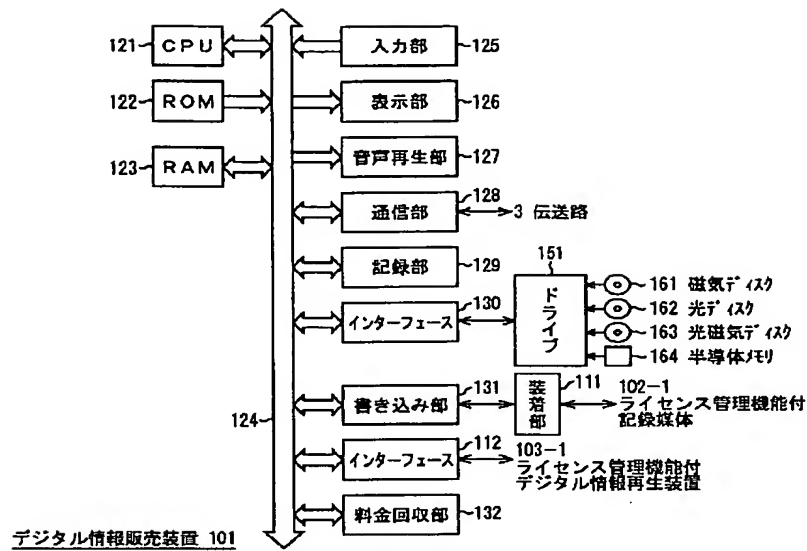 121 CPU
122 ROM
123 RAM
124
入力部 125
表示部 126
音声再生部 127
128
通信部 3 伝送路
記録部 129
130
インターフェース
151
ドライブ
161 磁気ディスク
162 光ディスク
163 光磁気ディスク
164 半導体メモリ
131
書き込み部
111
装着部
102-1
ライセンス管理機能付
記録媒体
112
インターフェース
103-1
ライセンス管理機能付
デジタル情報再生装置
料金回収部 132
デジタル情報販売装置 101